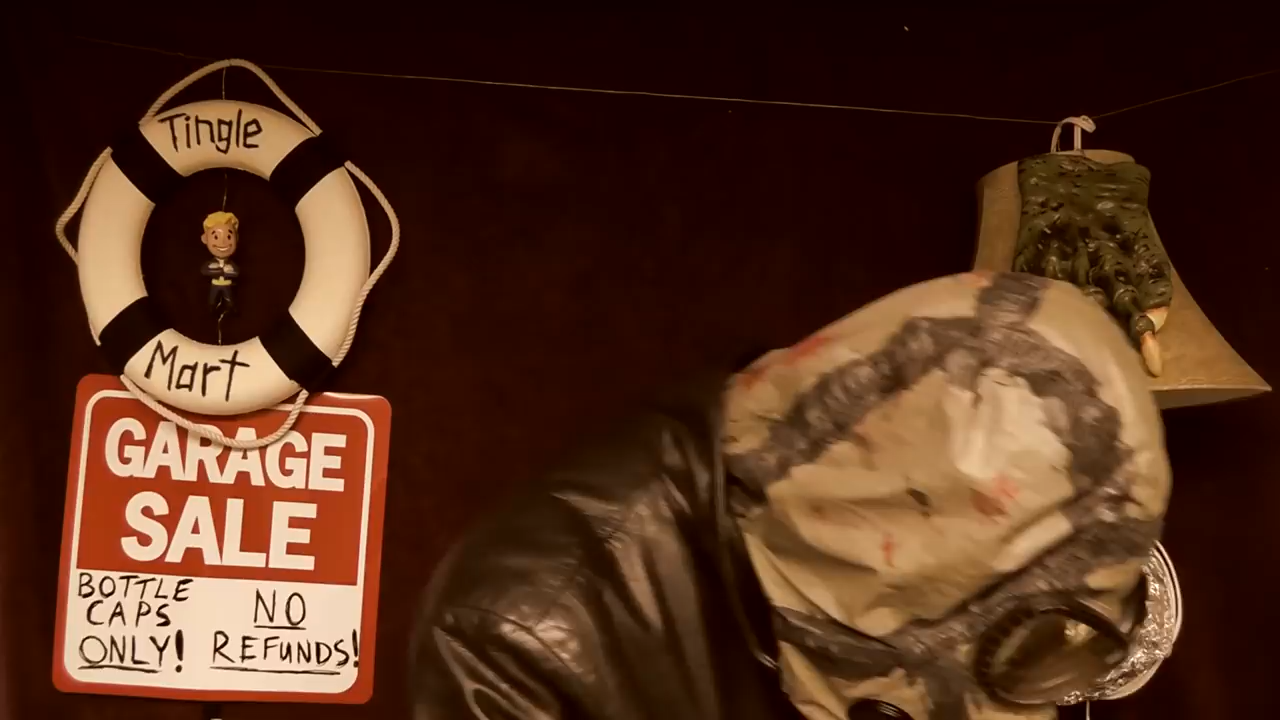 Tingle
Mart
GARAGE
SALE
BOTTLE
CAPS
ONLY!
NO
REFUNDS!